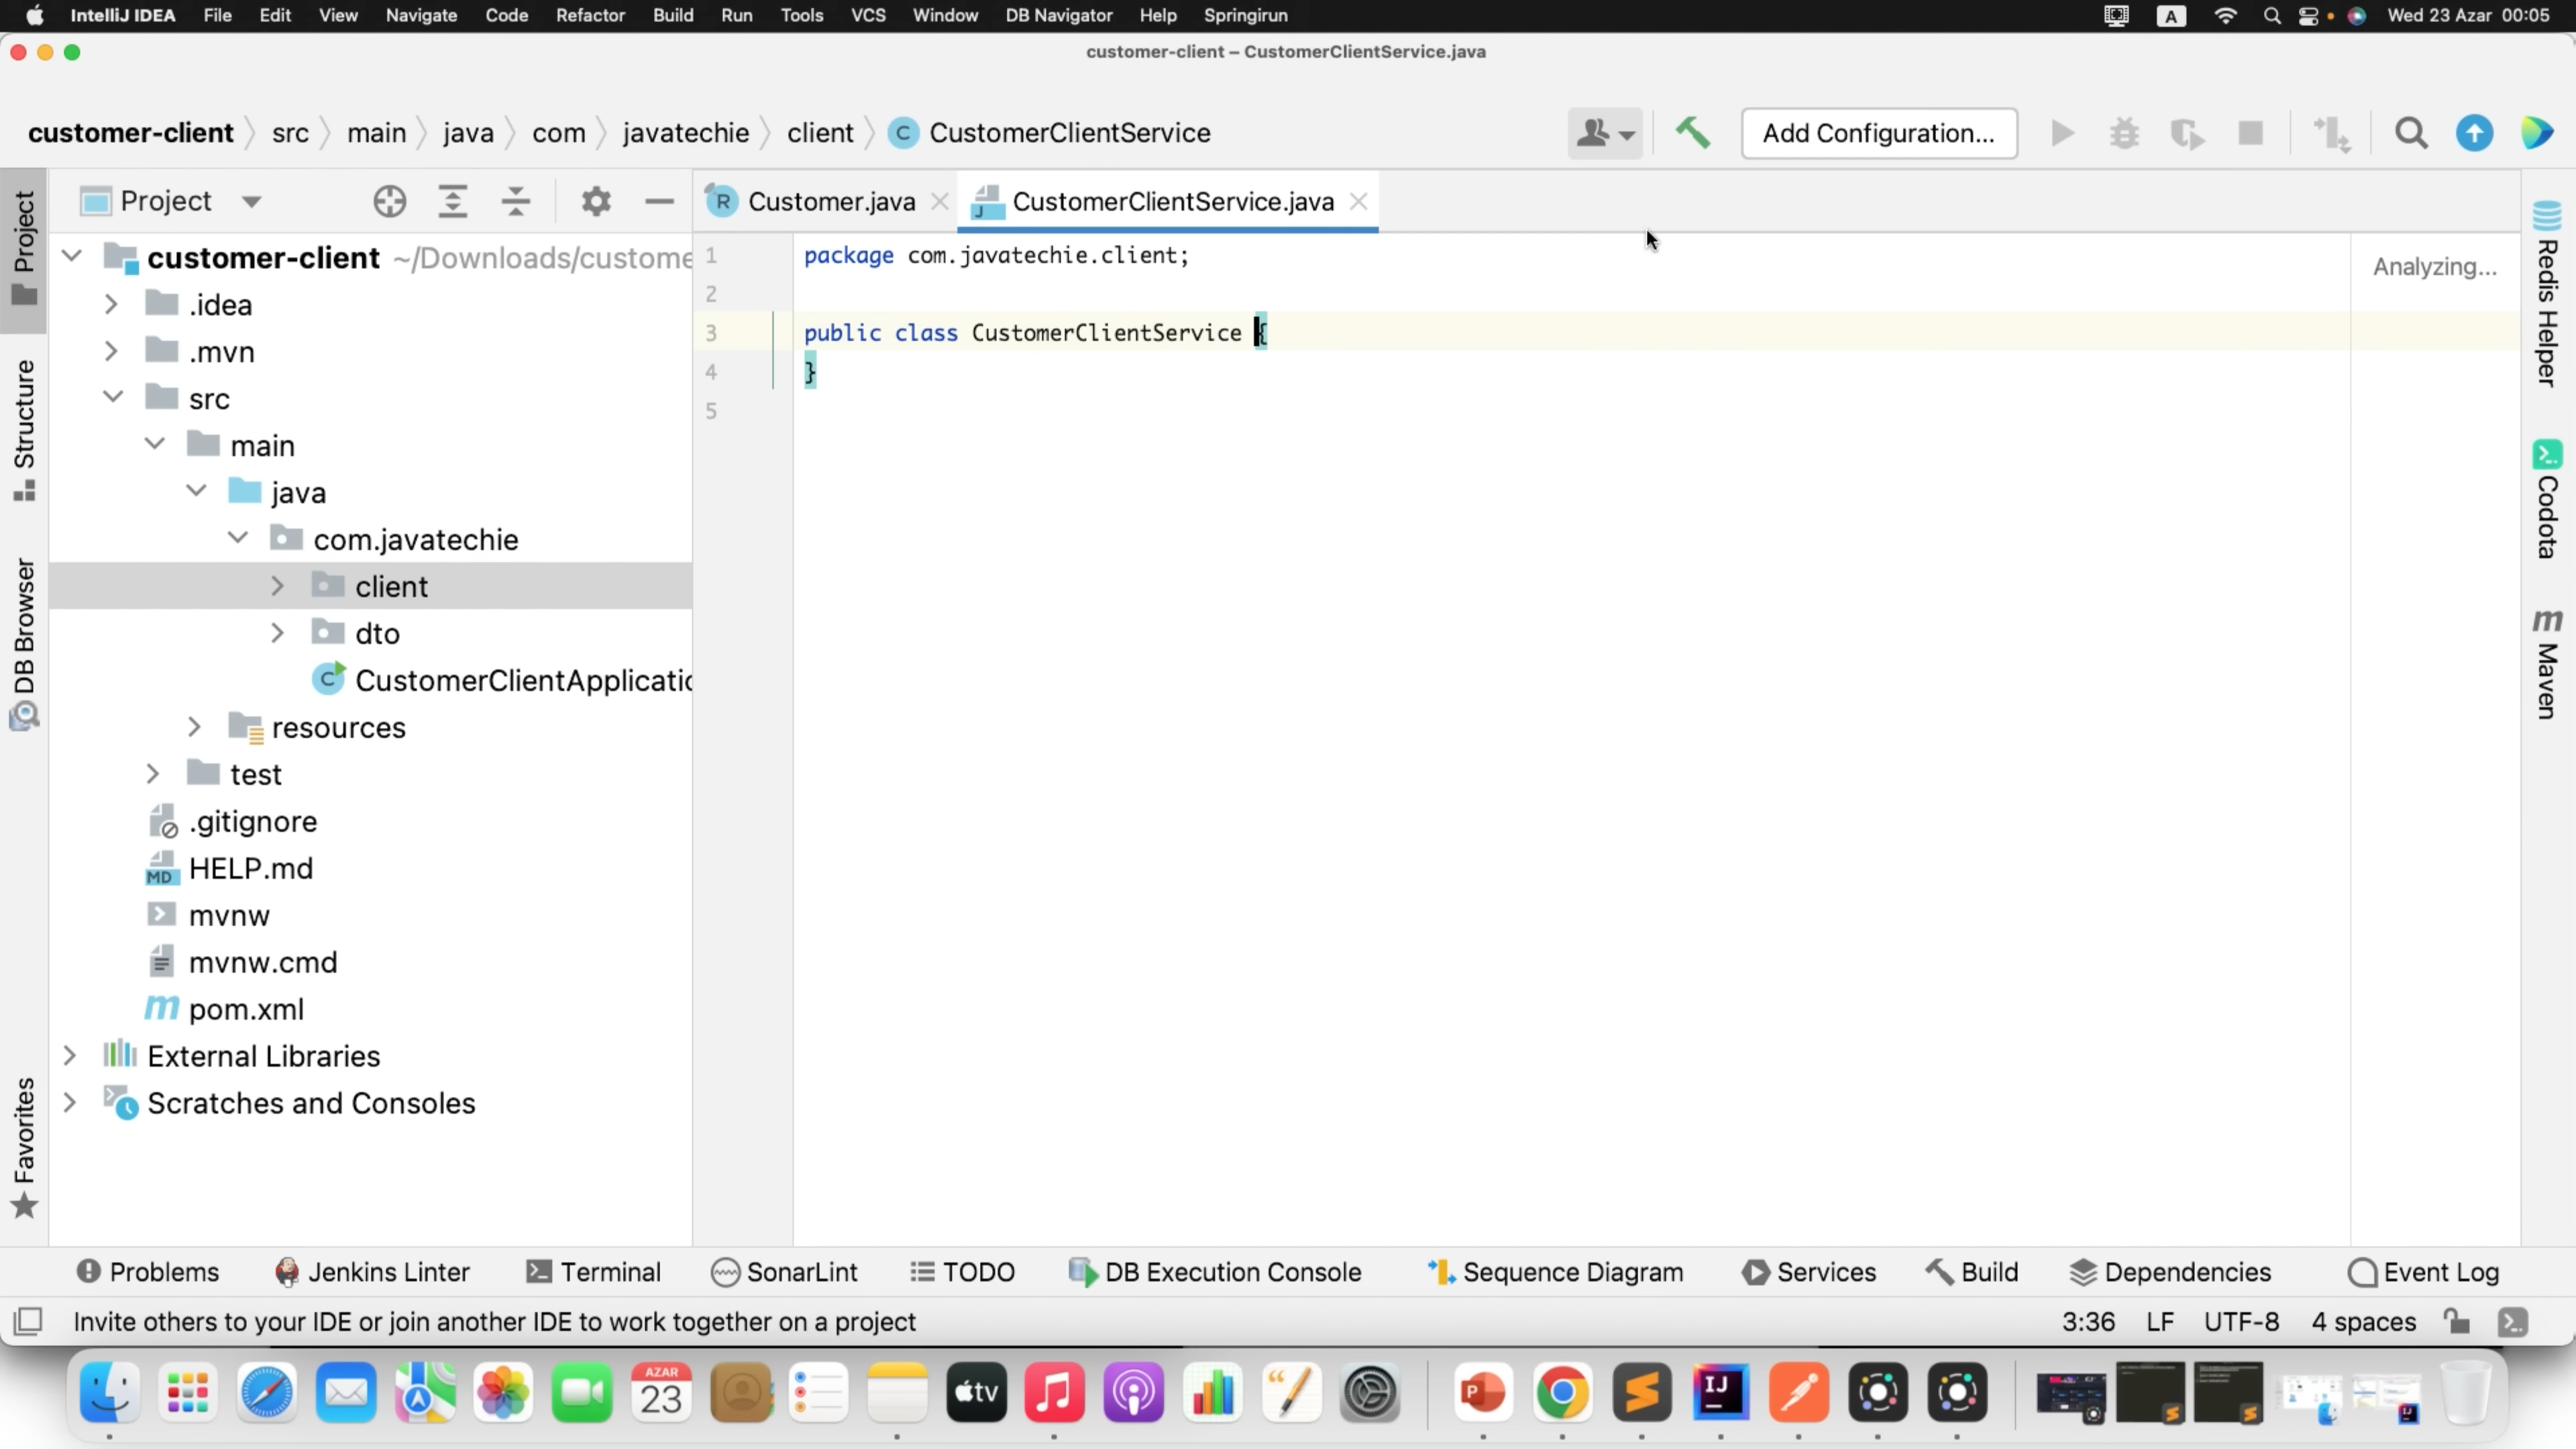 IntelliJ IDEA File Edit View Navigate Code Refactor Build Run Tools VCS Window DB Navigator Help Springirun A Wed 23 Azar 00:05
customer-client – CustomerClientService.java
customer-client src main java com javatechie client C CustomerClientService Add Configuration...
Project
R Customer.java J CustomerClientService.java
customer-client ~/Downloads/custome
.idea
.mvn
src
main
java
com.javatechie
client
dto
C CustomerClientApplicatio
resources
test
.gitignore
MD HELP.md
mvnw
mvnw.cmd
m pom.xml
External Libraries
Scratches and Consoles
1 package com.javatechie.client;
2
3 public class CustomerClientService {
4 }
5
Analyzing...
Project
Structure
DB Browser
Favorites
Redis Helper
Codota
m Maven
Problems Jenkins Linter Terminal SonarLint TODO DB Execution Console Sequence Diagram Services Build Dependencies Event Log
Invite others to your IDE or join another IDE to work together on a project 3:36 LF UTF-8 4 spaces
AZAR
23
tv
P
IJ